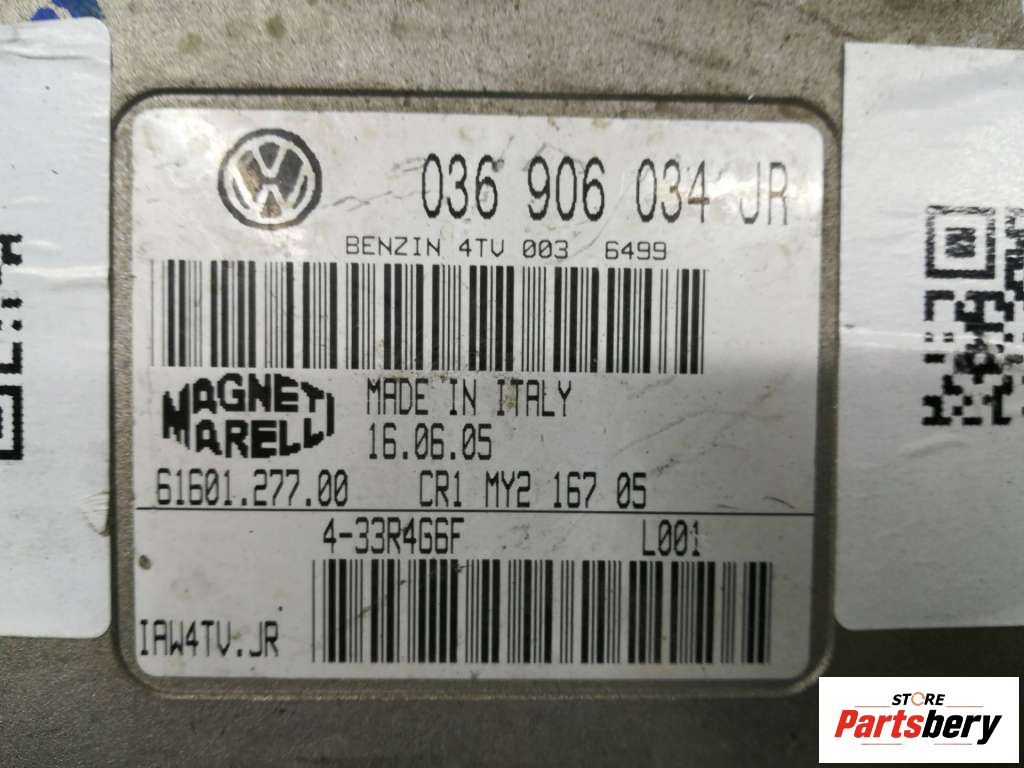 036 906 034 JR
BENZIN 4TV 003 6499
MAGNETI
MARELLI
MADE IN ITALY
16.06.05
61601.277.00 CR1 MY2 167 05
4-33R4G6F L001
IAW4TV.JR
STORE
Partsbery